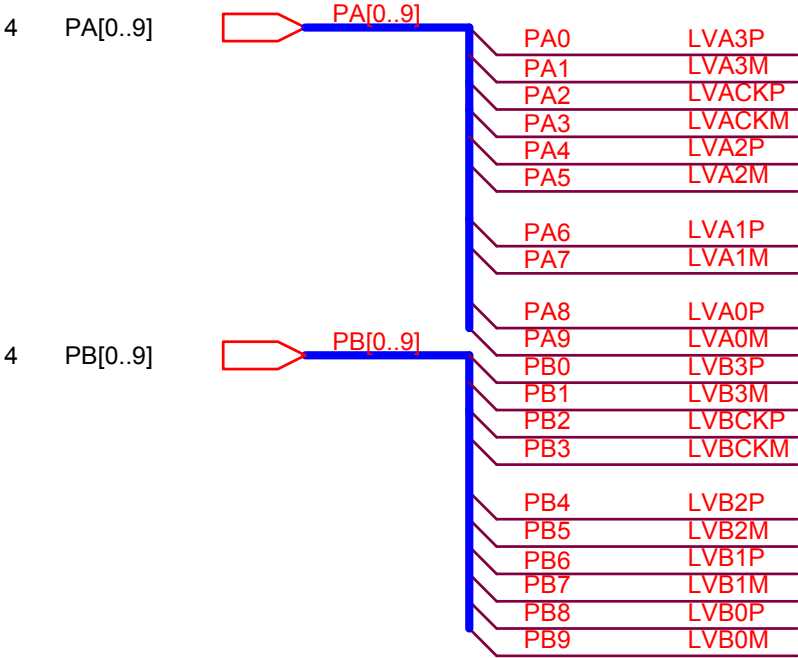 4 PA[0..9] PA[0..9]
PA0 LVA3P
PA1 LVA3M
PA2 LVACKP
PA3 LVACKM
PA4 LVA2P
PA5 LVA2M
PA6 LVA1P
PA7 LVA1M
PA8 LVA0P
PA9 LVA0M
4 PB[0..9] PB[0..9]
PB0 LVB3P
PB1 LVB3M
PB2 LVBCKP
PB3 LVBCKM
PB4 LVB2P
PB5 LVB2M
PB6 LVB1P
PB7 LVB1M
PB8 LVB0P
PB9 LVB0M